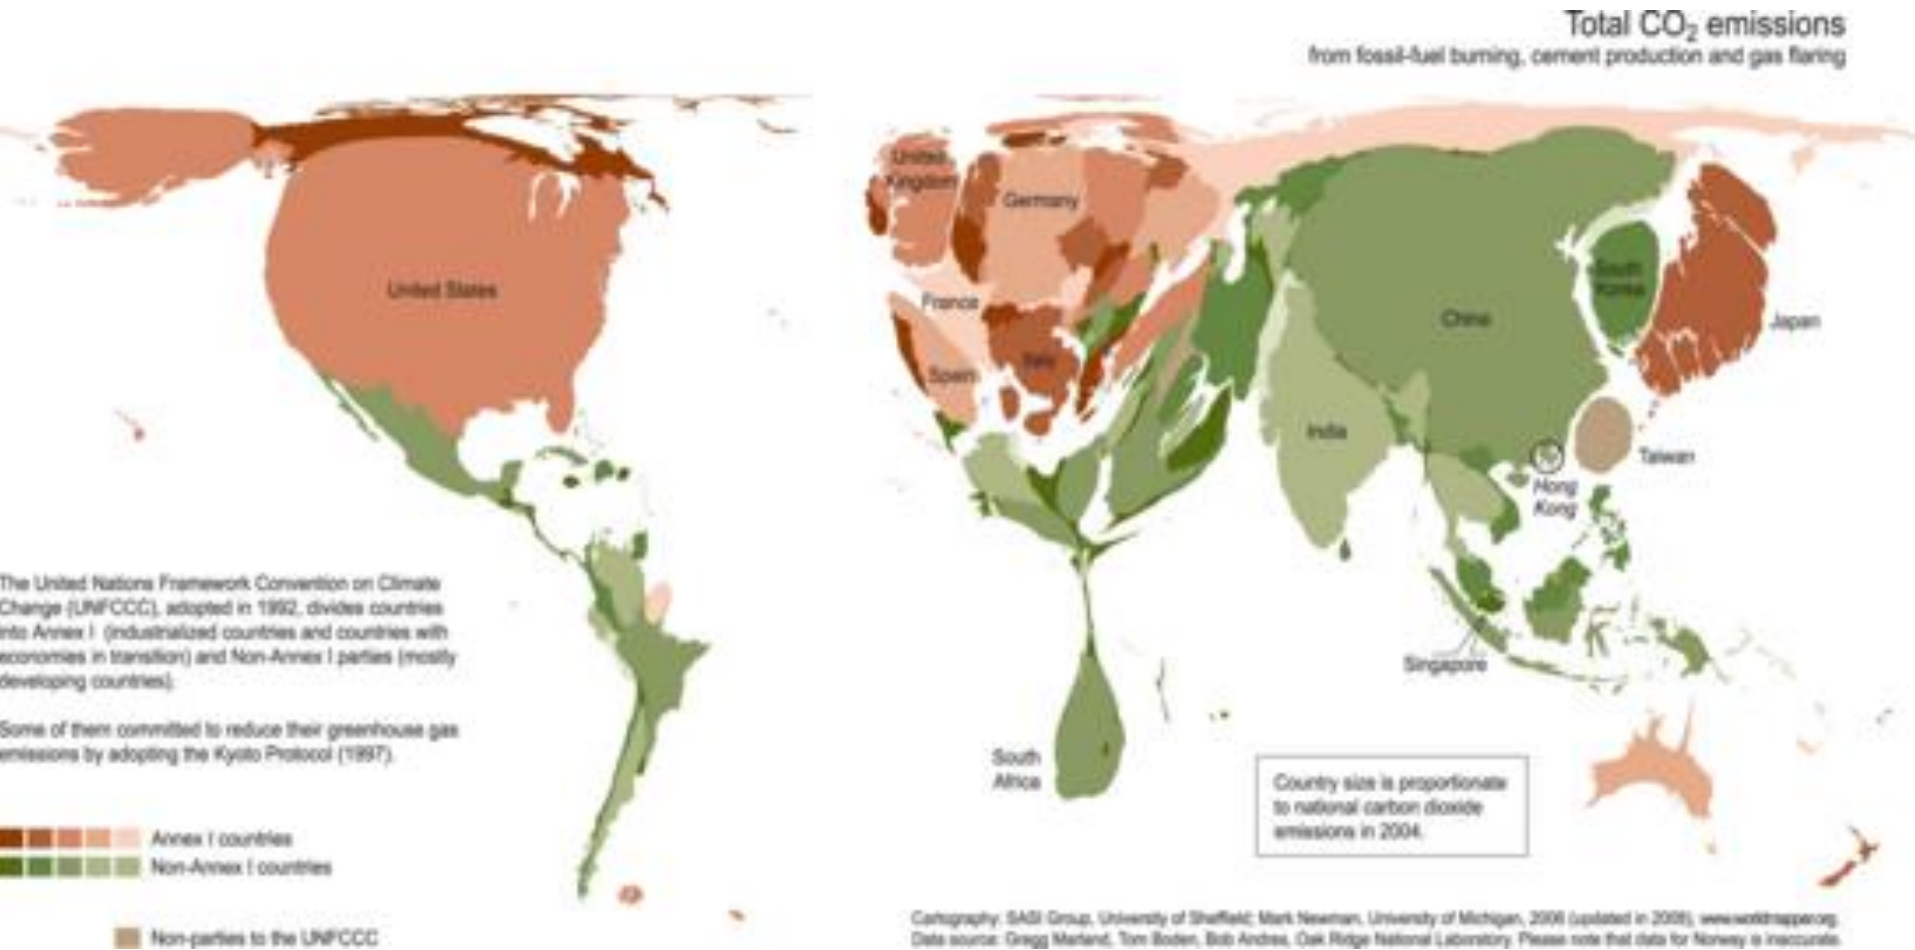 Total CO₂ emissions
from fossil-fuel burning, cement production and gas flaring
United
Kingdom
Germany
United States
France
Spain
Italy
South
Korea
China
Japan
India
Taiwan
Hong
Kong
Singapore
South
Africa
The United Nations Framework Convention on Climate
Change (UNFCCC), adopted in 1992, divides countries
into Annex I (industrialized countries and countries with
economies in transition) and Non-Annex I parties (mostly
developing countries).
Some of them committed to reduce their greenhouse gas
emissions by adopting the Kyoto Protocol (1997).
Country size is proportionate
to national carbon dioxide
emissions in 2004.
Annex I countries
Non-Annex I countries
Non-parties to the UNFCCC
Cartography: SASI Group, University of Sheffield; Mark Newman, University of Michigan, 2006 (updated in 2008), www.worldmapper.org.
Data source: Gregg Marland, Tom Boden, Bob Andres, Oak Ridge National Laboratory. Please note that data for Norway is inaccurate.